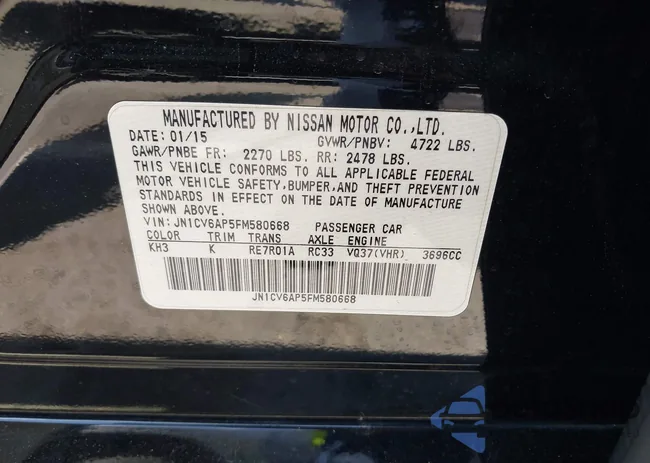 MANUFACTURED BY NISSAN MOTOR CO.,LTD.
DATE: 01/15 GVWR/PNBV: 4722 LBS.
GAWR/PNBE FR: 2270 LBS. RR: 2478 LBS.
THIS VEHICLE CONFORMS TO ALL APPLICABLE FEDERAL
MOTOR VEHICLE SAFETY,BUMPER,AND THEFT PREVENTION
STANDARDS IN EFFECT ON THE DATE OF MANUFACTURE
SHOWN ABOVE.
VIN: JN1CV6AP5FM580668 PASSENGER CAR
COLOR TRIM TRANS AXLE ENGINE
KH3 K RE7R01A RC33 VQ37(VHR) 3696CC
JN1CV6AP5FM580668